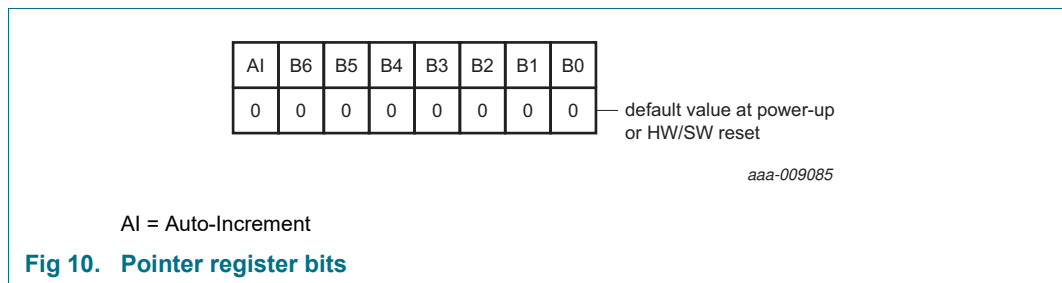 AI B6 B5 B4 B3 B2 B1 B0
0 0 0 0 0 0 0 0
default value at power-up
or HW/SW reset
aaa-009085
AI = Auto-Increment
Fig 10. Pointer register bits